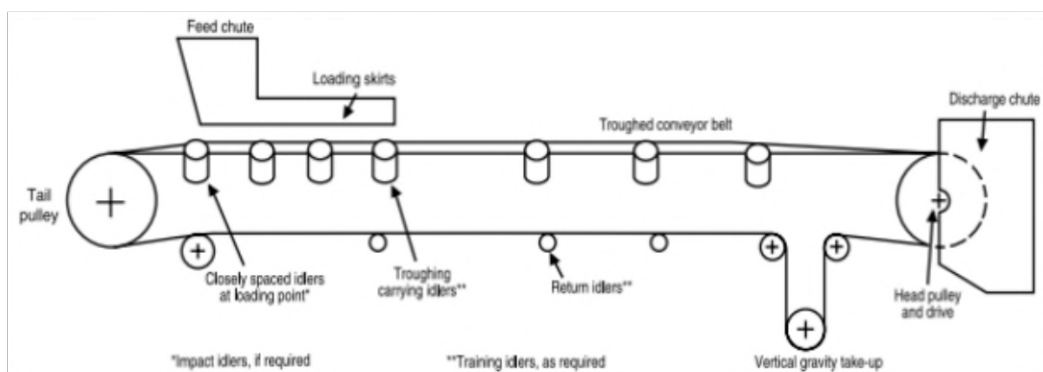 Feed chute
Loading skirts
Discharge chute
Troughed conveyor belt
Tail
pulley
Closely spaced idlers
at loading point*
Troughing
carrying idlers**
Return idlers**
Head pulley
and drive
*Impact idlers, if required
**Training idlers, as required
Vertical gravity take-up